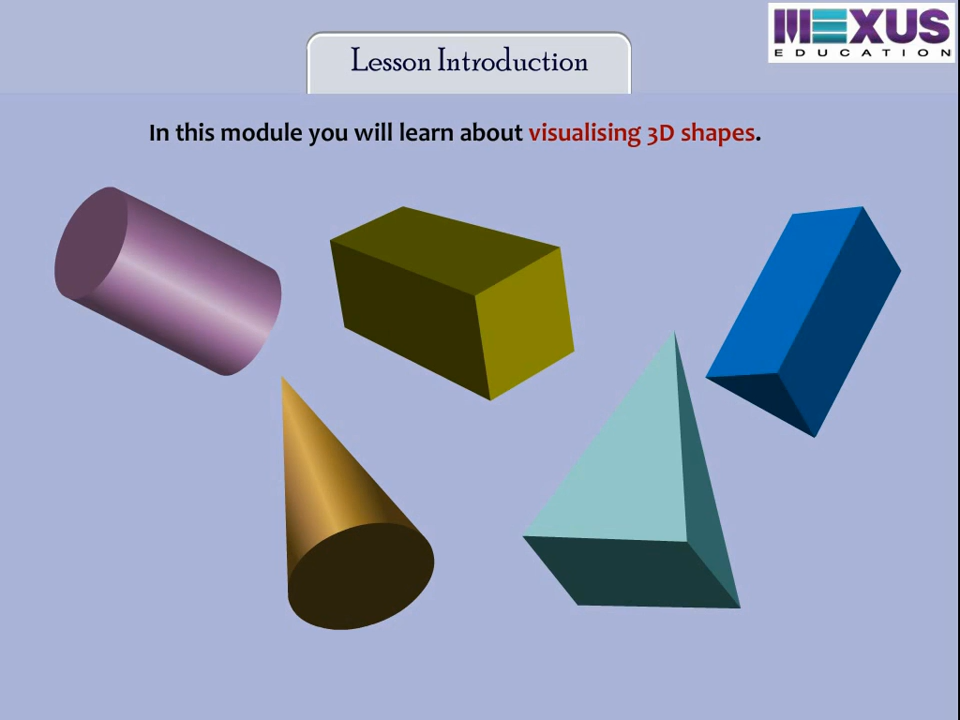 MEXUS
EDUCATION
Lesson Introduction
In this module you will learn about visualising 3D shapes.